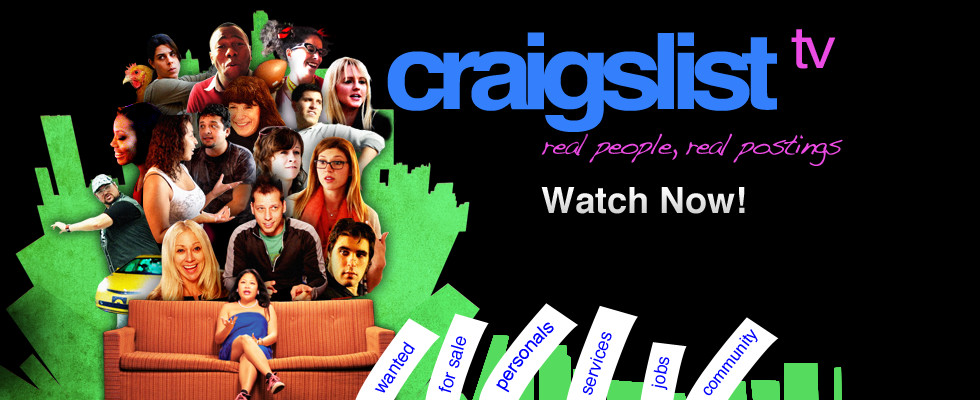 craigslist tv
real people, real postings
Watch Now!
wanted
for sale
personals
services
jobs
community